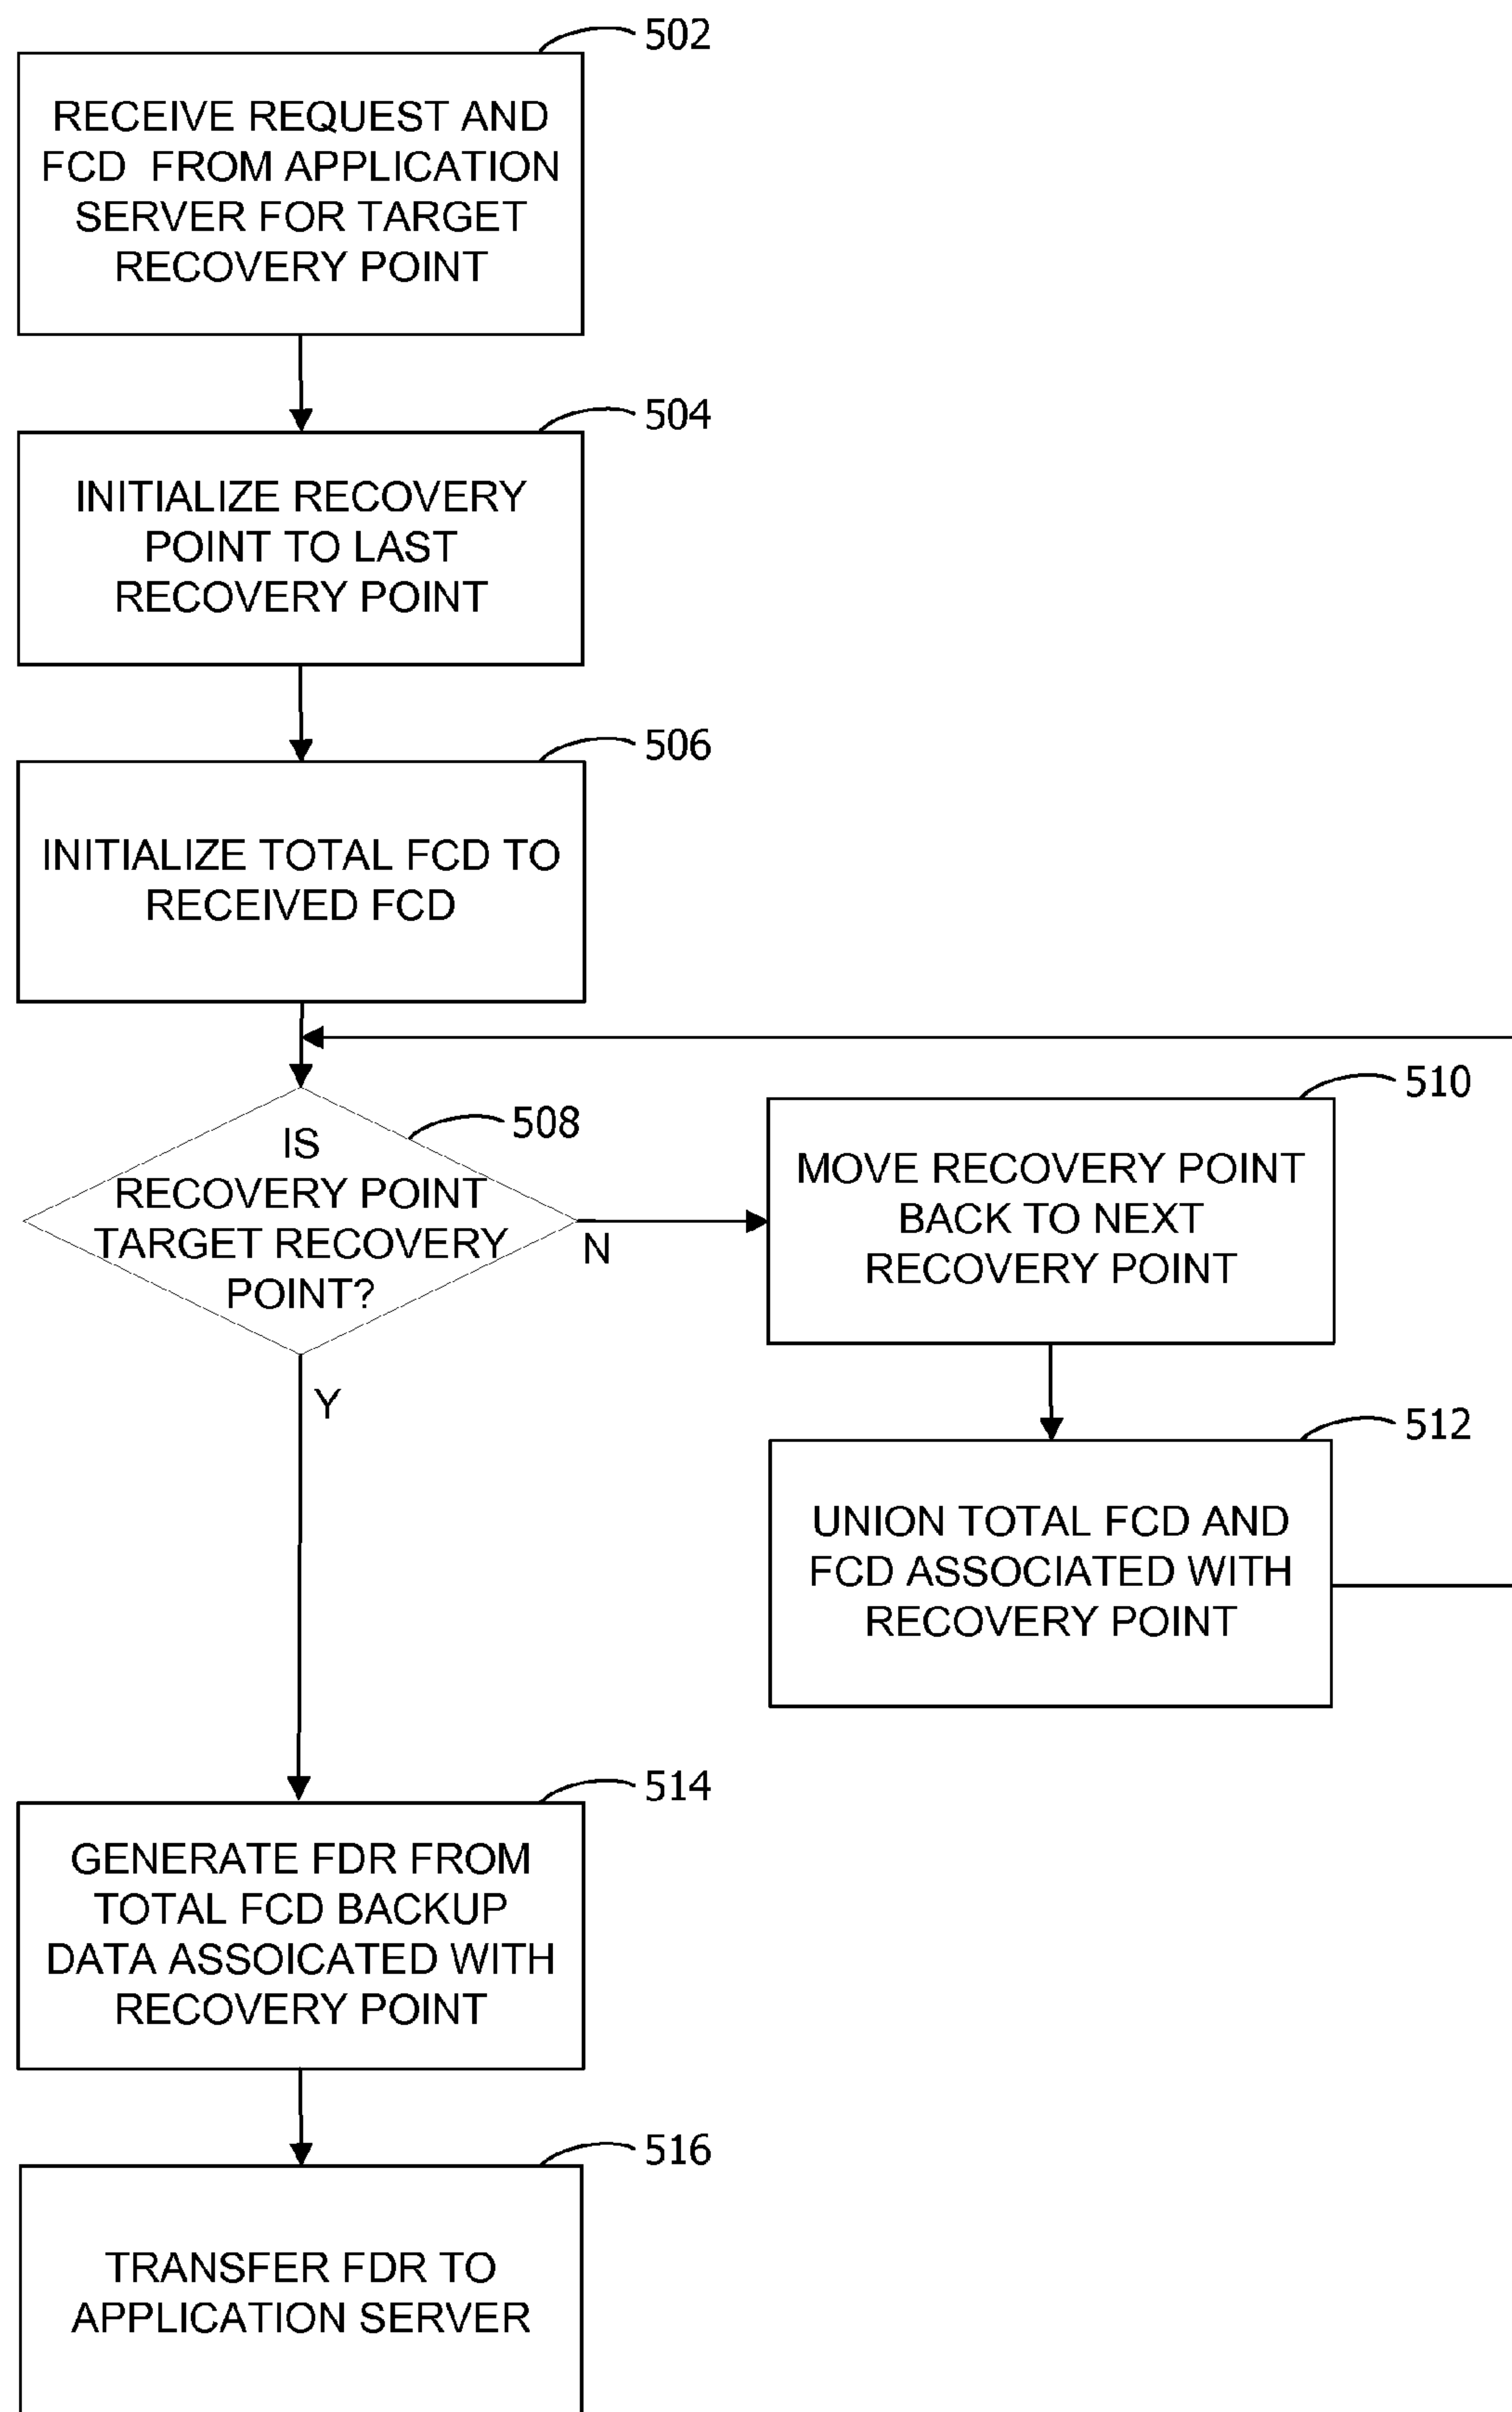 502
RECEIVE REQUEST AND
FCD FROM APPLICATION
SERVER FOR TARGET
RECOVERY POINT
504
INITIALIZE RECOVERY
POINT TO LAST
RECOVERY POINT
506
INITIALIZE TOTAL FCD TO
RECEIVED FCD
508
IS
RECOVERY POINT
TARGET RECOVERY
POINT?
N
Y
510
MOVE RECOVERY POINT
BACK TO NEXT
RECOVERY POINT
512
UNION TOTAL FCD AND
FCD ASSOCIATED WITH
RECOVERY POINT
514
GENERATE FDR FROM
TOTAL FCD BACKUP
DATA ASSOICATED WITH
RECOVERY POINT
516
TRANSFER FDR TO
APPLICATION SERVER